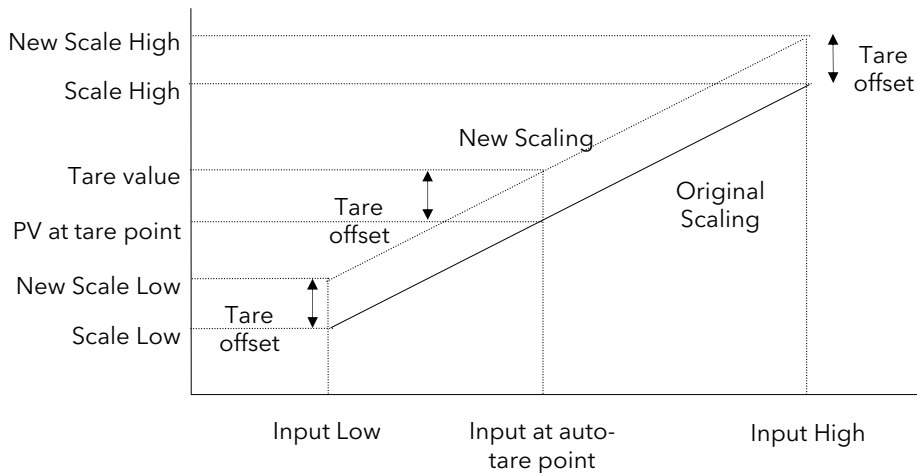 New Scale High
Scale High
Tare
offset
New Scaling
Tare value
Tare
offset
Original
Scaling
PV at tare point
New Scale Low
Tare
offset
Scale Low
Input Low
Input at auto-
tare point
Input High